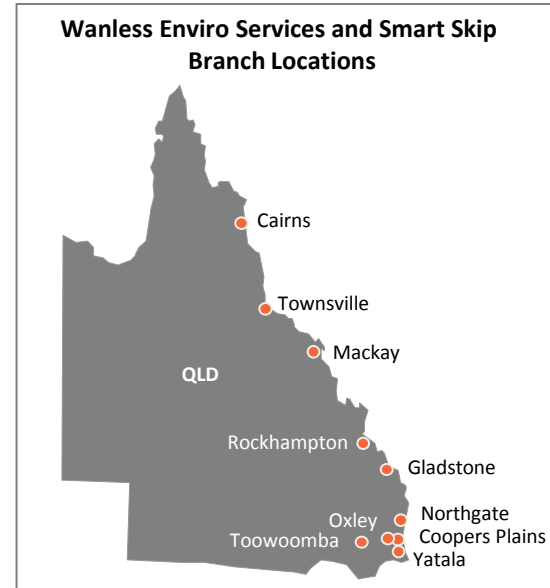 Wanless Enviro Services and Smart Skip
Branch Locations
Cairns
Townsville
Mackay
QLD
Rockhampton
Gladstone
Northgate
Oxley
Coopers Plains
Toowoomba
Yatala